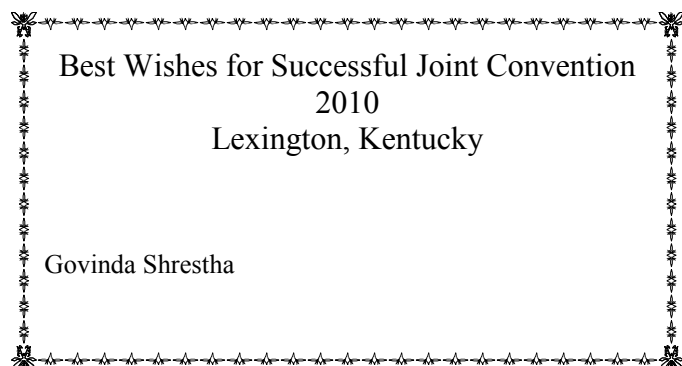 Best Wishes for Successful Joint Convention
2010
Lexington, Kentucky
Govinda Shrestha